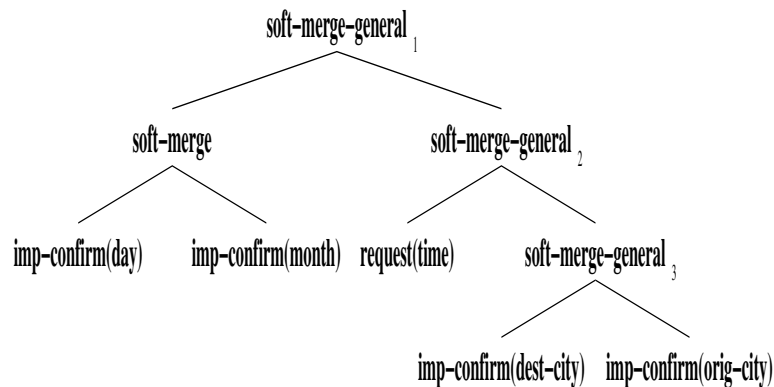 soft-merge-general 1
soft-merge soft-merge-general 2
imp-confirm(day) imp-confirm(month) request(time) soft-merge-general 3
imp-confirm(dest-city) imp-confirm(orig-city)